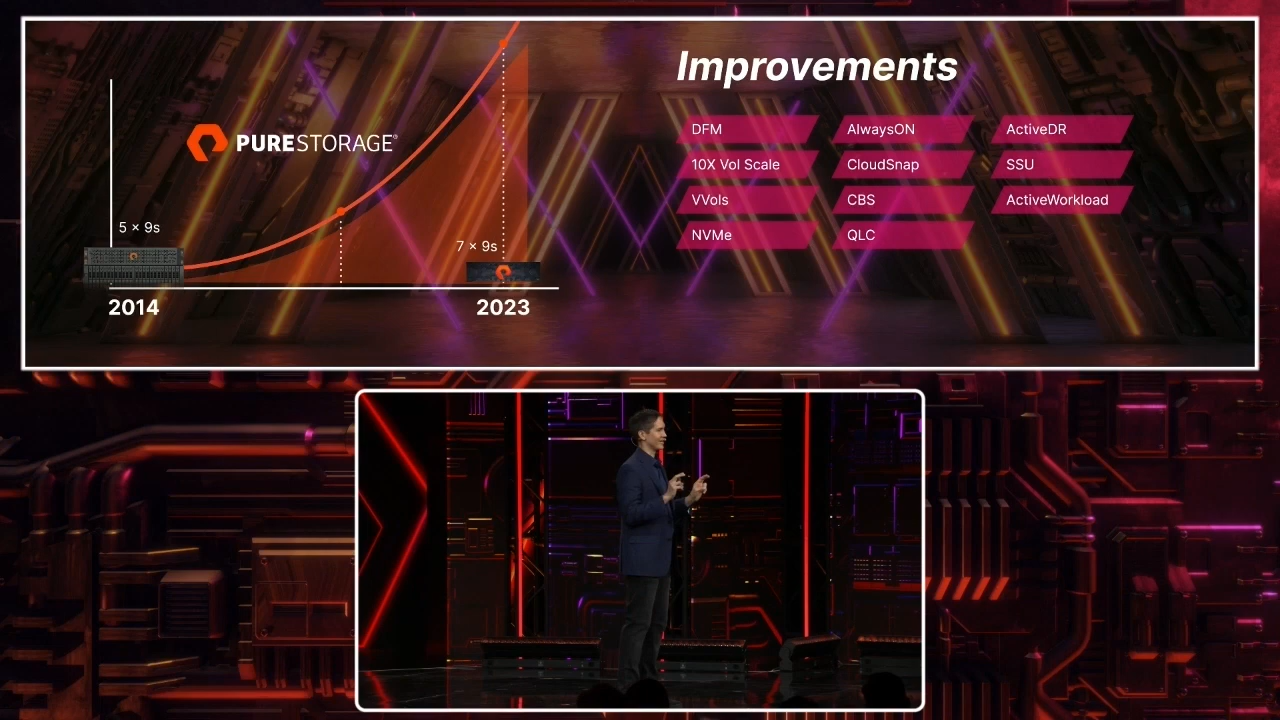 Improvements
PURESTORAGE®
DFM
AlwaysON
ActiveDR
10X Vol Scale
CloudSnap
SSU
VVols
CBS
ActiveWorkload
NVMe
QLC
5 × 9s
7 × 9s
2014
2023